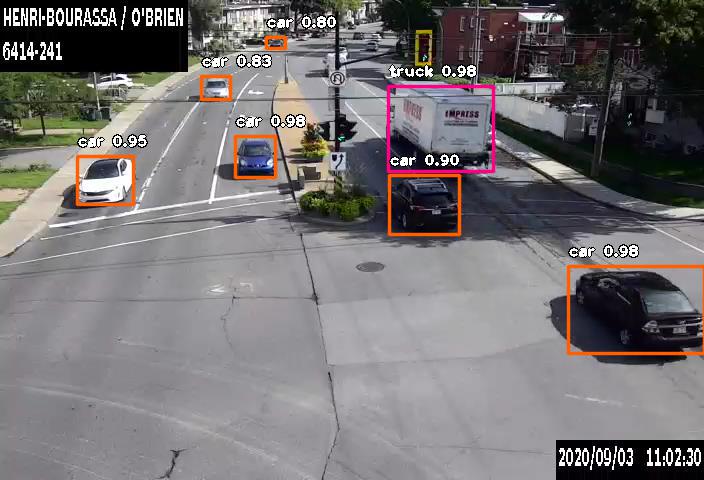 HENRI-BOURASSA / O'BRIEN
6414-241
car 0.80
car 0.83
truck 0.98
car 0.98
car 0.95
car 0.90
EMPRESS
car 0.98
2020/09/03 11:02:30